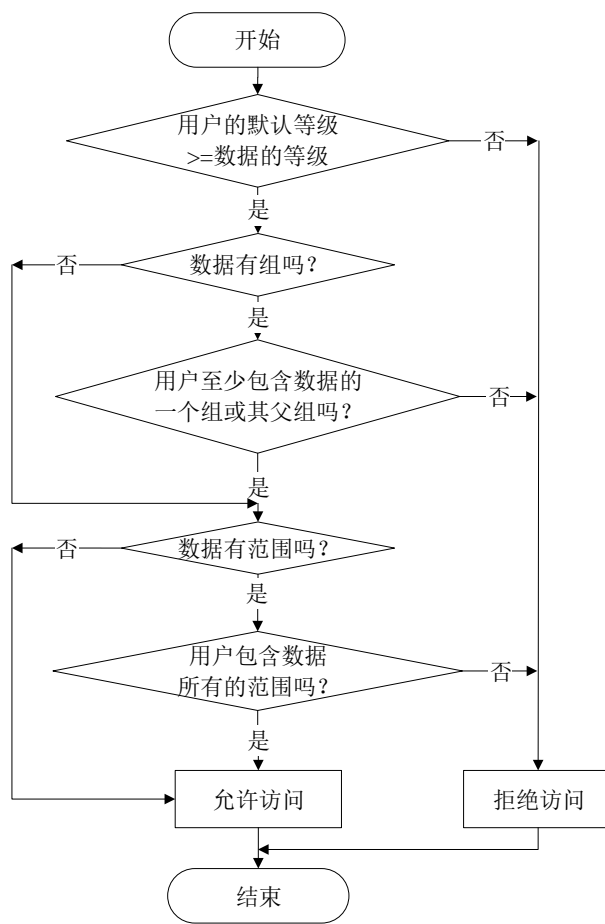 开始
用户的默认等级
>=数据的等级
否
是
数据有组吗？
否
是
用户至少包含数据的
一个组或其父组吗？
否
是
数据有范围吗？
否
是
用户包含数据
所有的范围吗？
否
是
允许访问
拒绝访问
结束